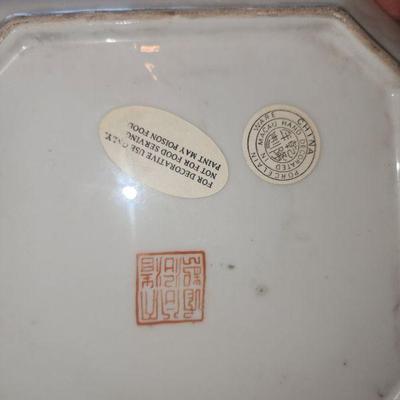 FOR DECORATIVE USE ONLY.
NOT FOR FOOD SERVING
PAINT MAY POISON FOOD
CHINA
PORCELAIN WARE
MACAU HAND DECORATED